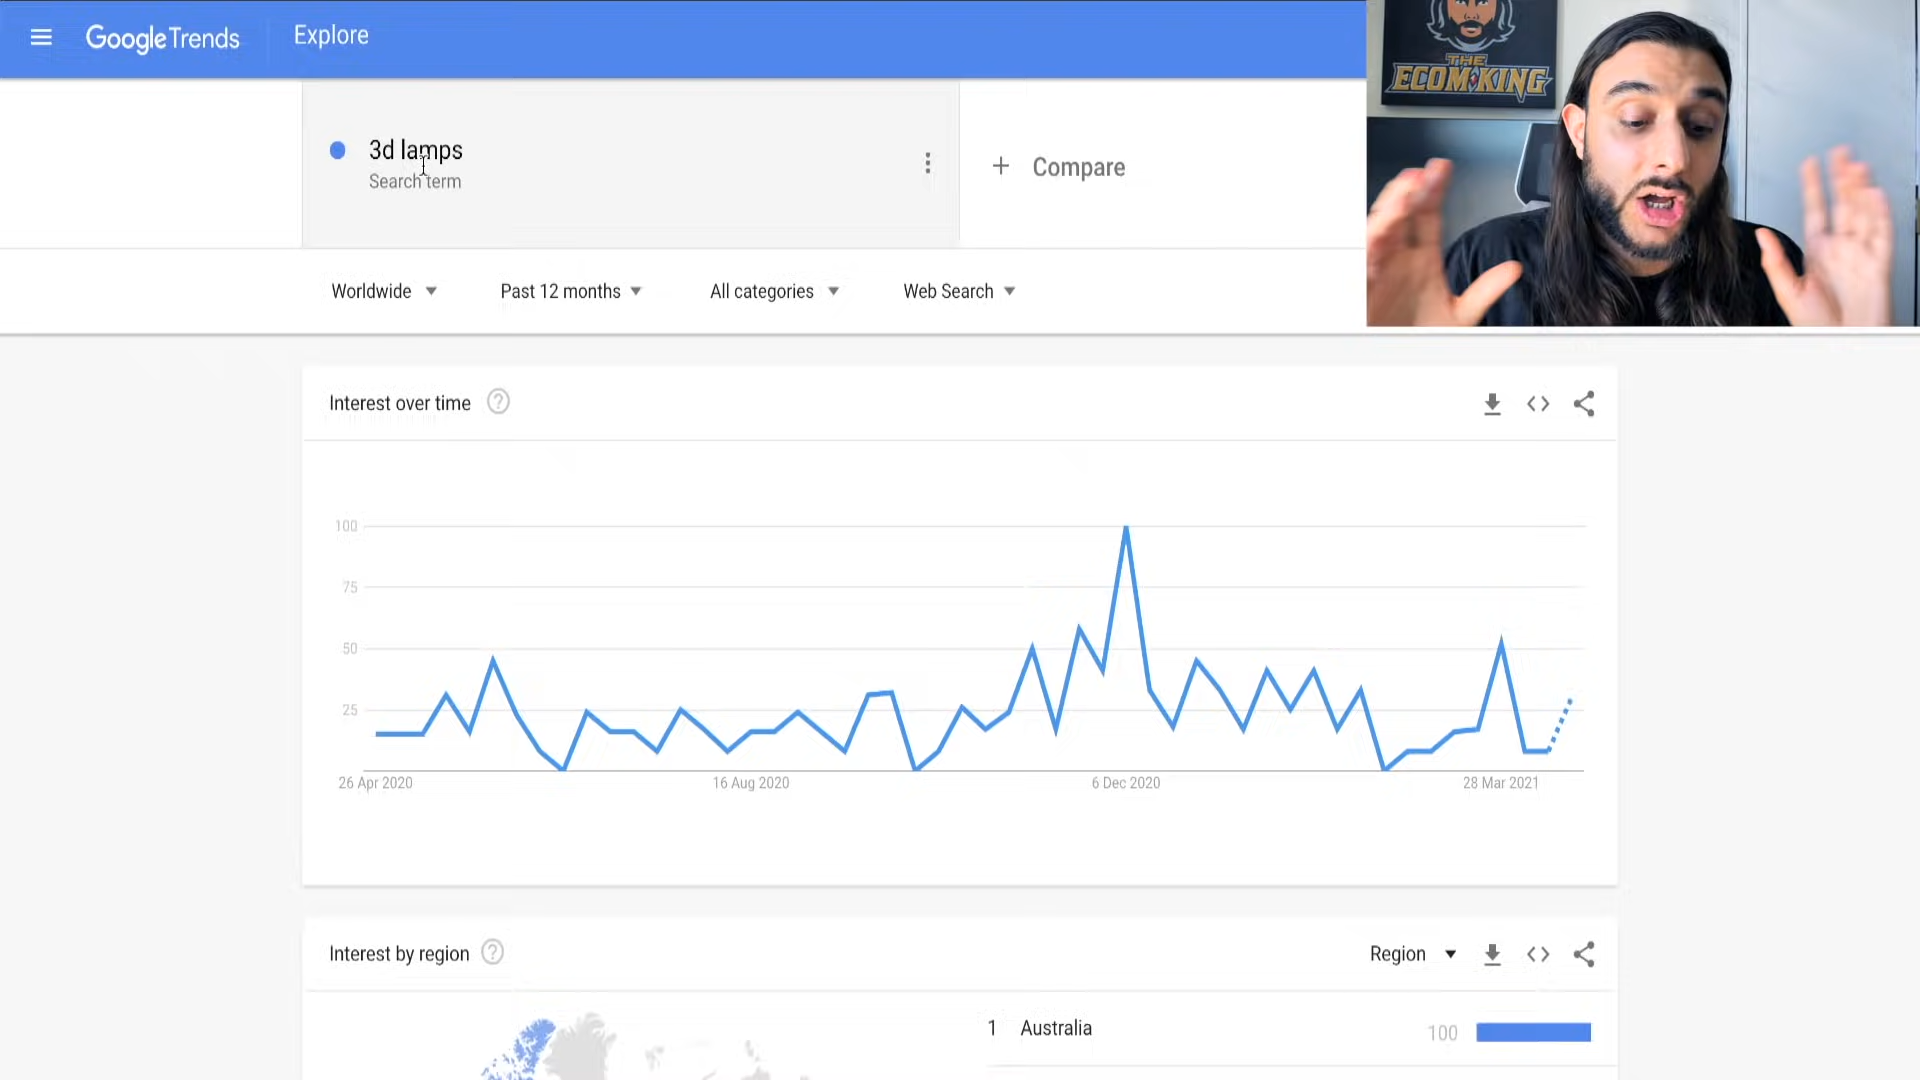 Google Trends
Explore
THE
ECOM KING
3d lamps
Search term
+ Compare
Worldwide
Past 12 months
All categories
Web Search
Interest over time
100
75
50
25
26 Apr 2020
16 Aug 2020
6 Dec 2020
28 Mar 2021
Interest by region
Region
1 Australia 100